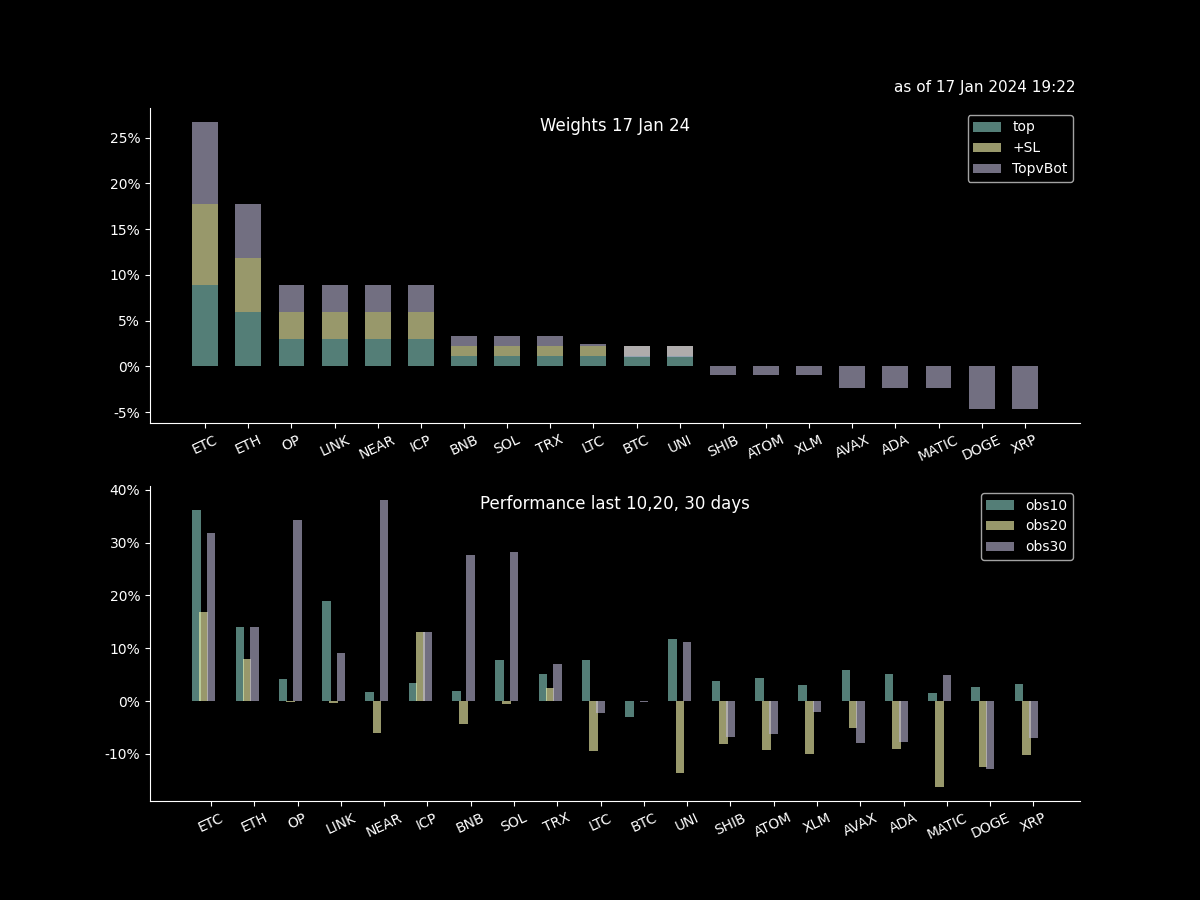 as of 17 Jan 2024 19:22
Weights 17 Jan 24
top
+SL
TopvBot
25%
20%
15%
10%
5%
0%
-5%
ETC ETH OP LINK NEAR ICP BNB SOL TRX LTC BTC UNI SHIB ATOM XLM AVAX ADA MATIC DOGE XRP
Performance last 10,20, 30 days
obs10
obs20
obs30
40%
30%
20%
10%
0%
-10%
ETC ETH OP LINK NEAR ICP BNB SOL TRX LTC BTC UNI SHIB ATOM XLM AVAX ADA MATIC DOGE XRP